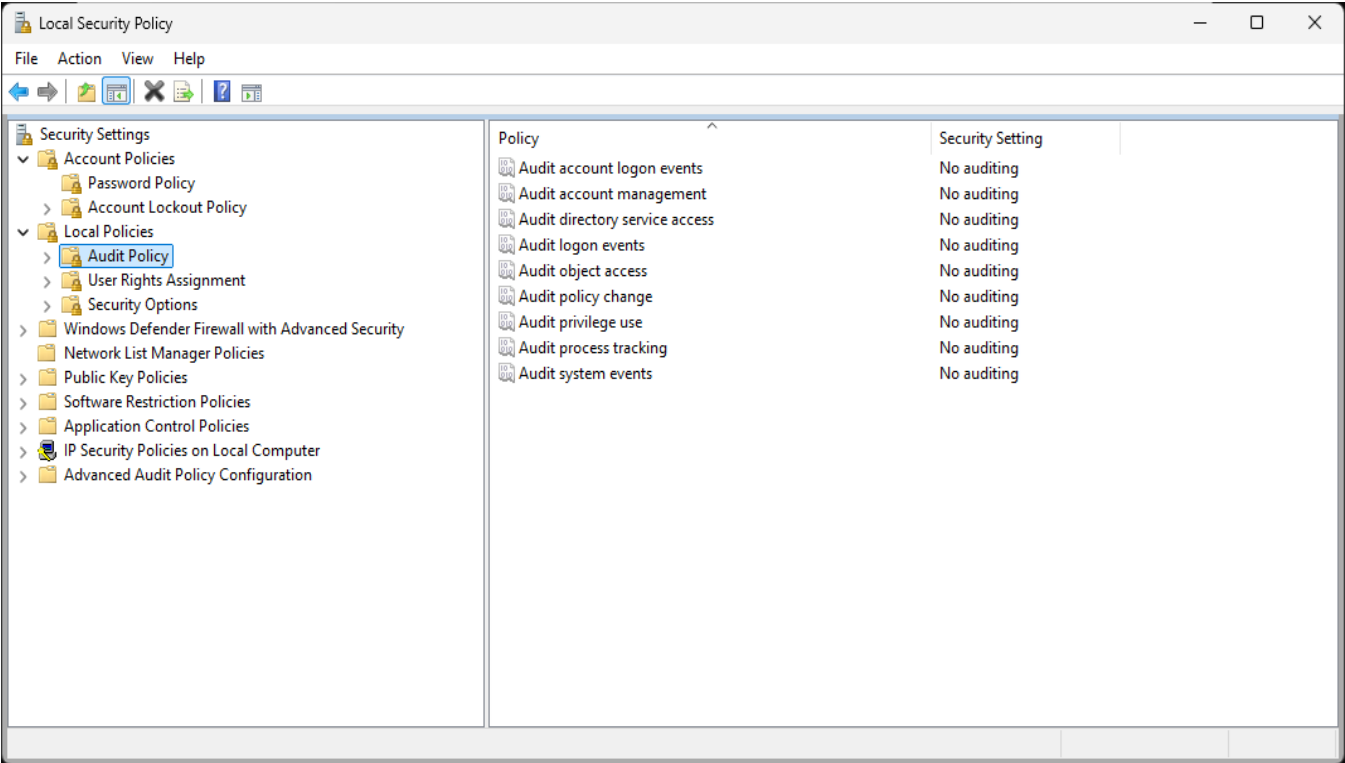 Local Security Policy
File Action View Help
Security Settings
Account Policies
Password Policy
Account Lockout Policy
Local Policies
Audit Policy
User Rights Assignment
Security Options
Windows Defender Firewall with Advanced Security
Network List Manager Policies
Public Key Policies
Software Restriction Policies
Application Control Policies
IP Security Policies on Local Computer
Advanced Audit Policy Configuration
Policy Security Setting
Audit account logon events No auditing
Audit account management No auditing
Audit directory service access No auditing
Audit logon events No auditing
Audit object access No auditing
Audit policy change No auditing
Audit privilege use No auditing
Audit process tracking No auditing
Audit system events No auditing